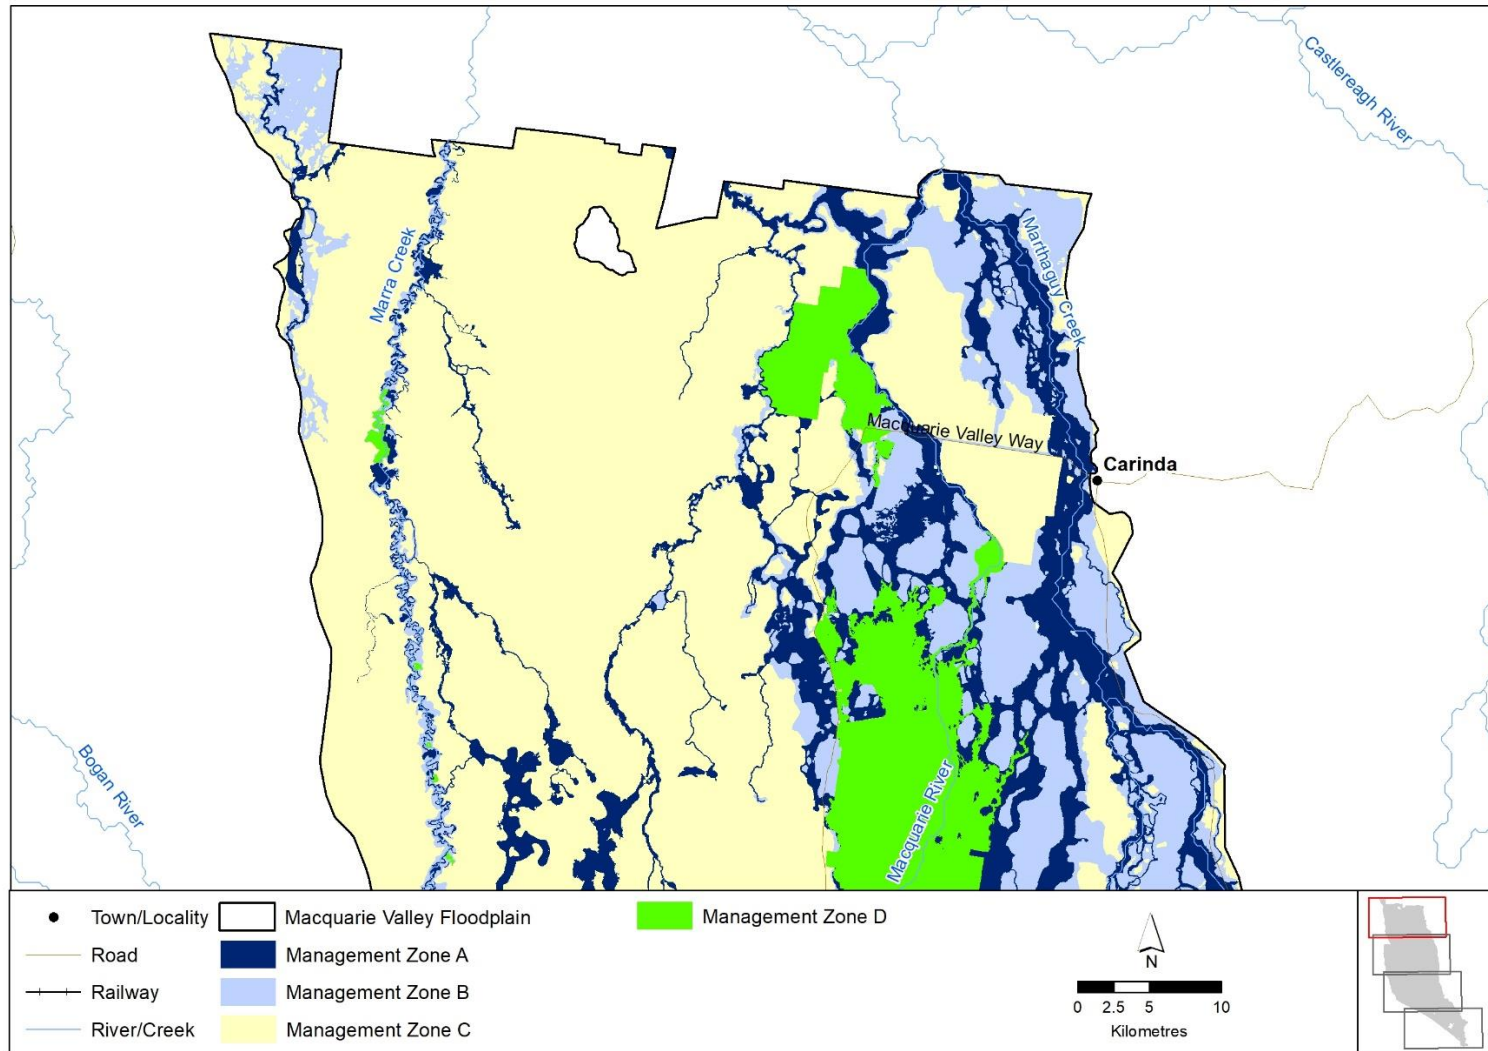 Castlereagh River
Marra Creek
Marthaguy Creek
Macquarie Valley Way
Carinda
Bogan River
Macquarie River
Town/Locality
Macquarie Valley Floodplain
Management Zone D
Road
Management Zone A
Railway
Management Zone B
River/Creek
Management Zone C
N
0 2.5 5 10
Kilometres